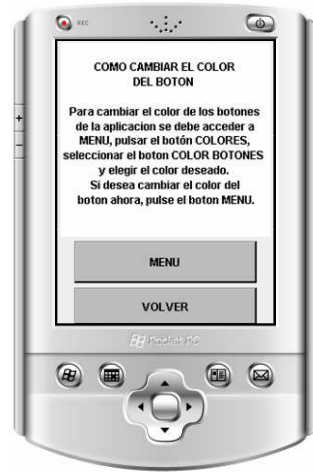 REC
COMO CAMBIAR EL COLOR
DEL BOTON
Para cambiar el color de los botones
de la aplicacion se debe acceder a
MENU, pulsar el botón COLORES,
seleccionar el boton COLOR BOTONES
y elegir el color deseado.
Si desea cambiar el color del
boton ahora, pulse el boton MENU.
MENU
VOLVER
Pocket PC